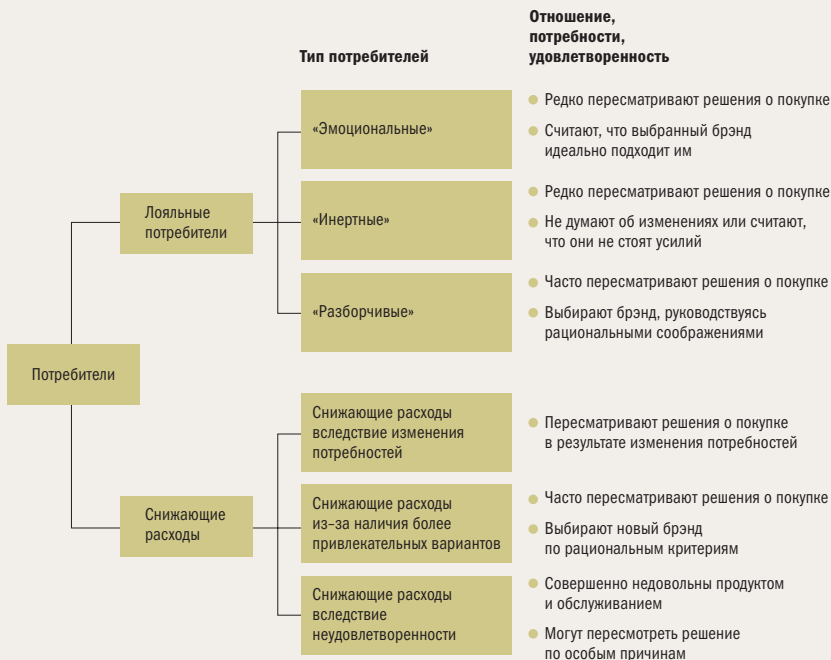 Отношение,
потребности,
удовлетворенность
Тип потребителей
«Эмоциональные»
Редко пересматривают решения о покупке
Считают, что выбранный брэнд
идеально подходит им
Лояльные
потребители
«Инертные»
Редко пересматривают решения о покупке
Не думают об изменениях или считают,
что они не стоят усилий
«Разборчивые»
Часто пересматривают решения о покупке
Выбирают брэнд, руководствуясь
рациональными соображениями
Потребители
Снижающие расходы
вследствие изменения
потребностей
Пересматривают решения о покупке
в результате изменения потребностей
Снижающие
расходы
Снижающие расходы
из-за наличия более
привлекательных вариантов
Часто пересматривают решения о покупке
Выбирают новый брэнд
по рациональным критериям
Снижающие расходы
вследствие
неудовлетворенности
Совершенно недовольны продуктом
и обслуживанием
Могут пересмотреть решение
по особым причинам